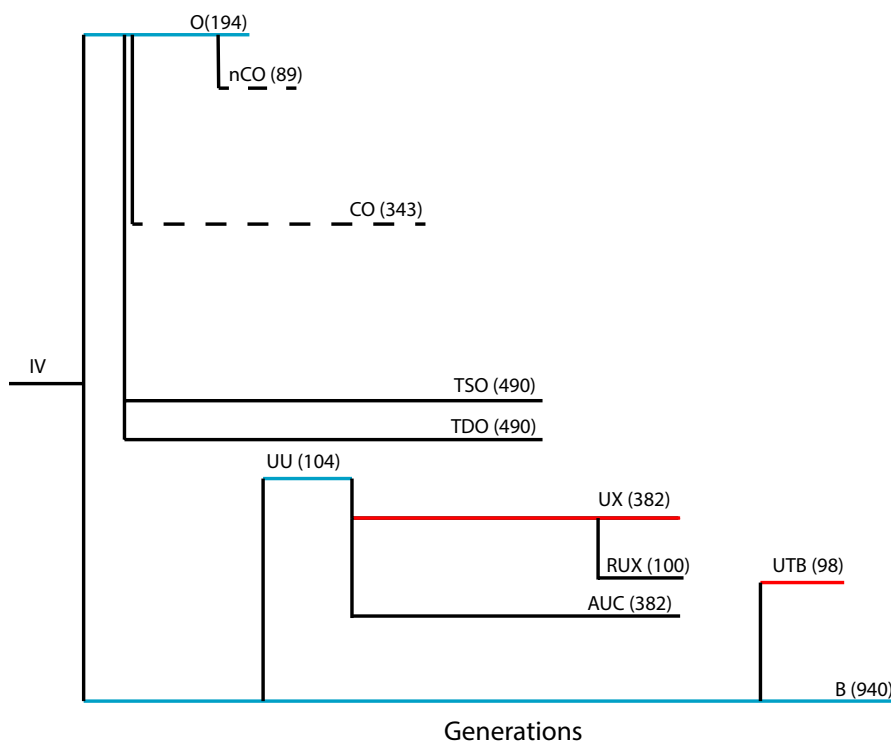 O(194)
nCO (89)
CO (343)
IV
TSO (490)
TDO (490)
UU (104)
UX (382)
RUX (100)
UTB (98)
AUC (382)
B (940)
Generations